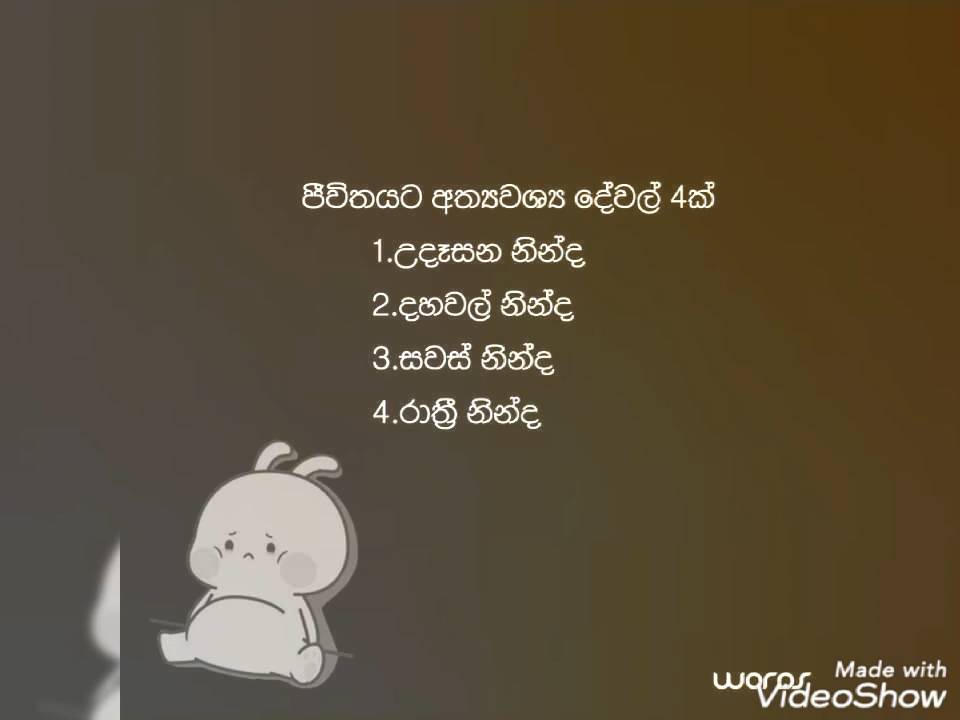 ජීවිතයට අත්‍යවශ්‍ය දේවල් 4ක්
1.උදෑසන නින්ද
2.දහවල් නින්ද
3.සවස් නින්ද
4.රාත්‍රී නින්ද
Made with
VideoShow